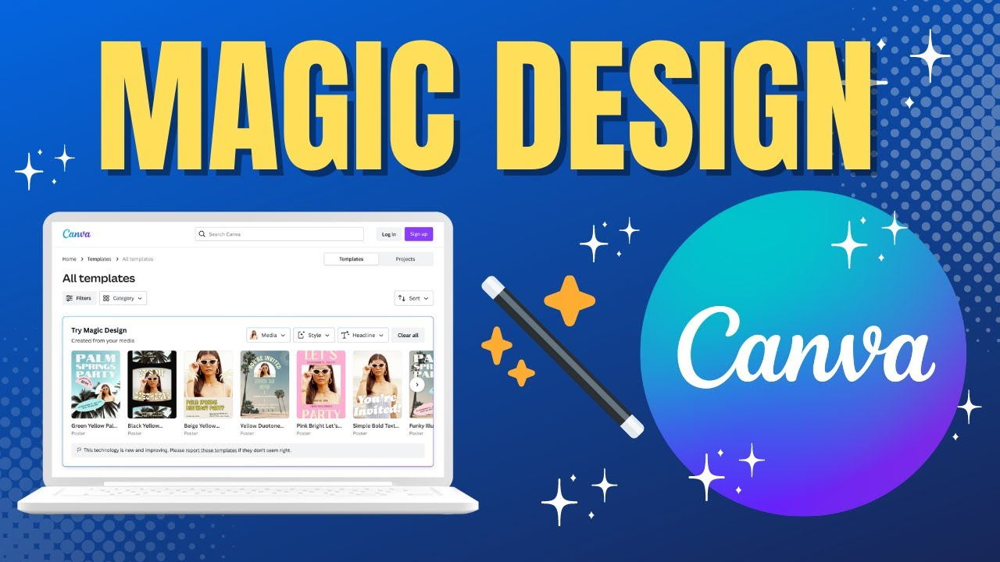 MAGIC DESIGN
Canva
Search Canva
Log in
Sign up
Home > Templates > All templates
Templates
Projects
All templates
Filters
Category
Sort
Try Magic Design
Created from your media
Media
Style
Headline
Clear all
PALM SPRINGS
BIRTHDAY PARTY
YOU'RE INVITED
LET'S
PARTY
You're Invited!
Green Yellow Pal...
Black Yellow...
Beige Yellow...
Yellow Duotone...
Pink Bright Let's...
Simple Bold Text...
Funky Illu
Poster
Poster
Poster
Poster
Poster
Poster
Poster
This technology is new and improving. Please report these templates if they don't seem right.
Canva